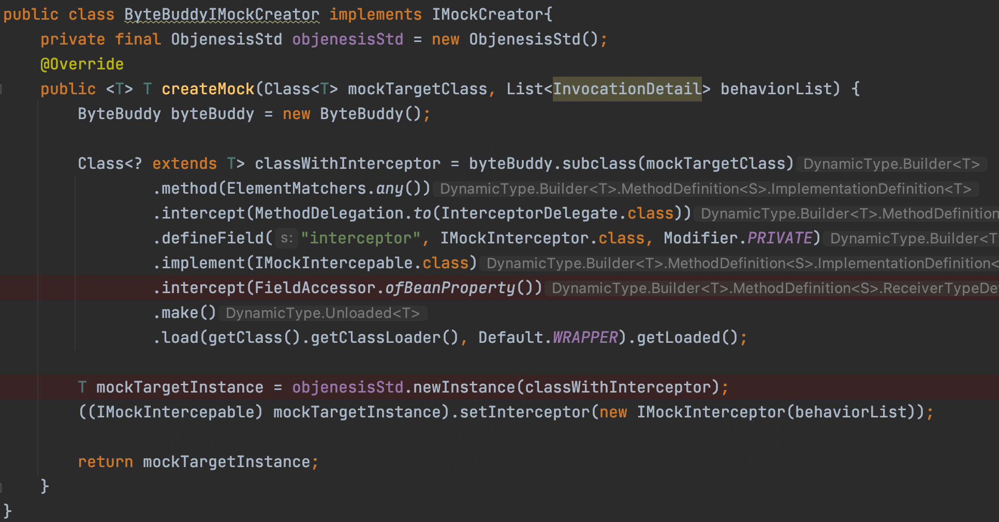 public class ByteBuddyIMockCreator implements IMockCreator{
    private final ObjenesisStd objenesisStd = new ObjenesisStd();
    @Override
    public <T> T createMock(Class<T> mockTargetClass, List<InvocationDetail> behaviorList) {
        ByteBuddy byteBuddy = new ByteBuddy();

        Class<? extends T> classWithInterceptor = byteBuddy.subclass(mockTargetClass) DynamicType.Builder<T>
                .method(ElementMatchers.any()) DynamicType.Builder<T>.MethodDefinition<S>.ImplementationDefinition<T>
                .intercept(MethodDelegation.to(InterceptorDelegate.class)) DynamicType.Builder<T>.MethodDefinition
                .defineField( s: "interceptor", IMockInterceptor.class, Modifier.PRIVATE) DynamicType.Builder<T
                .implement(IMockIntercepable.class) DynamicType.Builder<T>.MethodDefinition<S>.ImplementationDefinition<
                .intercept(FieldAccessor.ofBeanProperty()) DynamicType.Builder<T>.MethodDefinition<S>.ReceiverTypeDe
                .make() DynamicType.Unloaded<T>
                .load(getClass().getClassLoader(), Default.WRAPPER).getLoaded();

        T mockTargetInstance = objenesisStd.newInstance(classWithInterceptor);
        ((IMockIntercepable) mockTargetInstance).setInterceptor(new IMockInterceptor(behaviorList));

        return mockTargetInstance;
    }
}